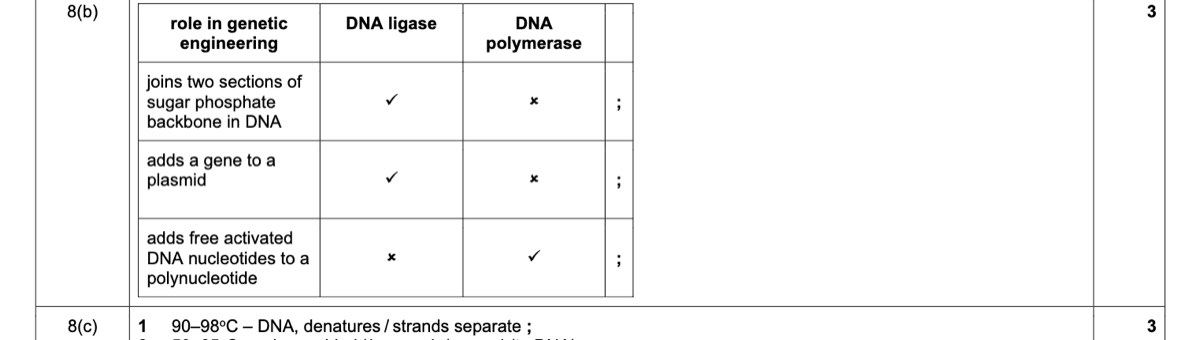 8(b)
role in genetic
engineering
DNA ligase
DNA
polymerase
3
joins two sections of
sugar phosphate
backbone in DNA
✓
×
;
adds a gene to a
plasmid
✓
×
;
adds free activated
DNA nucleotides to a
polynucleotide
×
✓
;
8(c)
1 90–98°C – DNA, denatures / strands separate ;
3